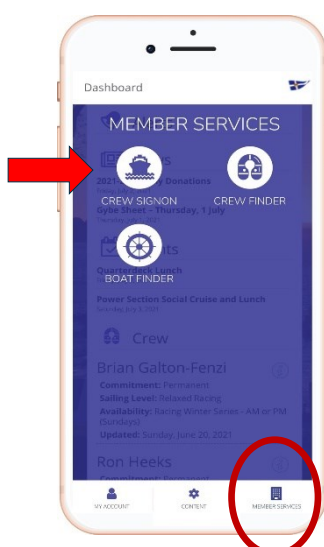 Dashboard
MEMBER SERVICES
CREW SIGNON
CREW FINDER
Gybe Sheet - Thursday, 1 July
BOAT FINDER
Quarterdeck Lunch
Power Section Social Cruise and Lunch
Crew
Brian Galton-Fenzi
Commitment: Permanent
Sailing Level: Relaxed Racing
Availability: Racing Winter Series - AM or PM
(Sundays)
Updated: Sunday, June 20, 2021
Ron Heeks
Commitment: Permanent
MY ACCOUNT
CONTENT
MEMBER SERVICES